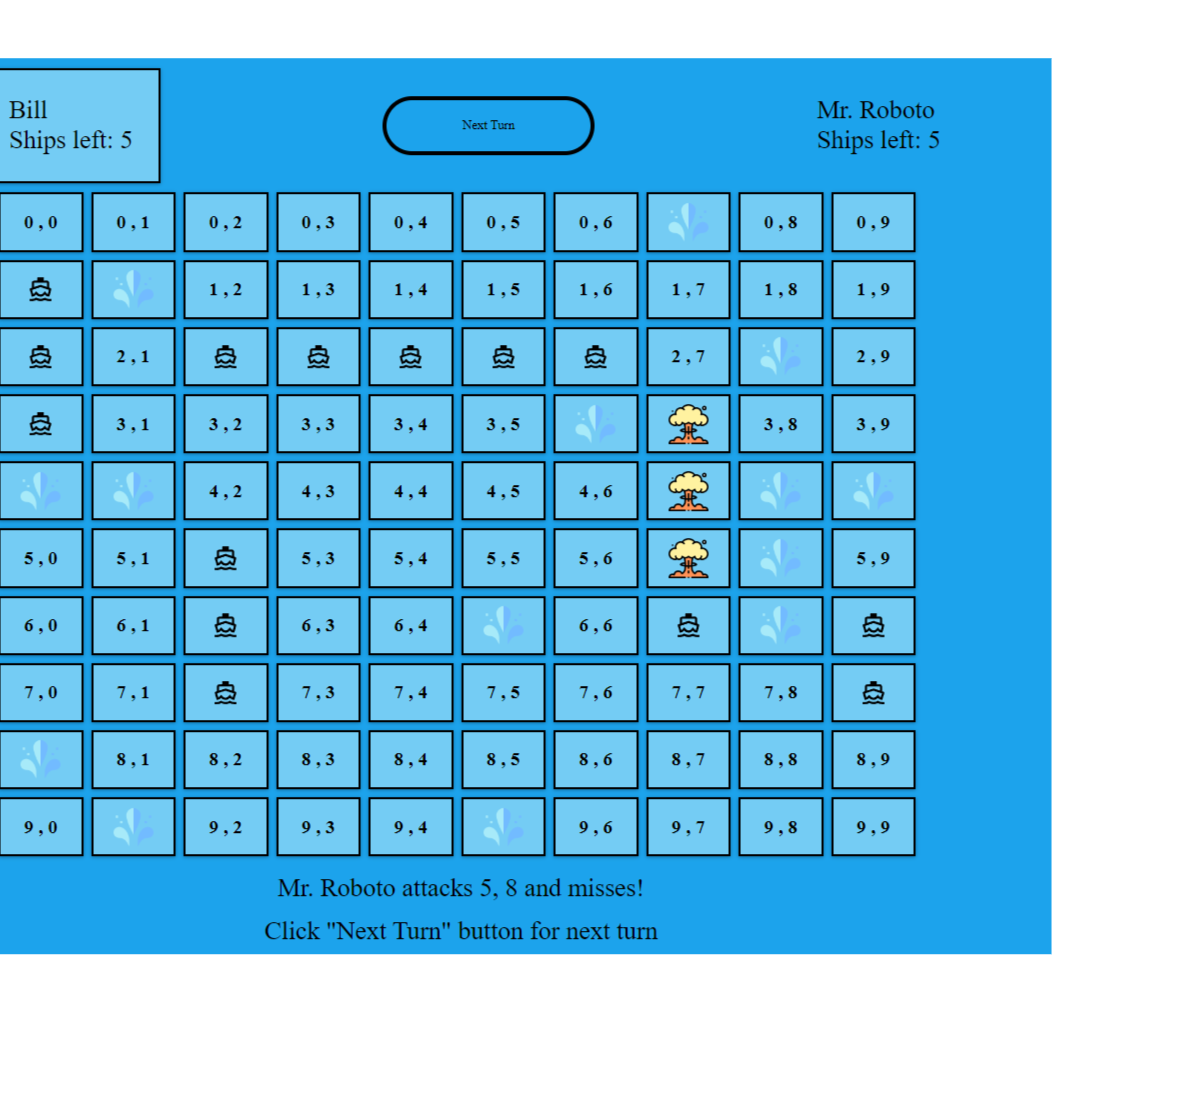 Bill
Ships left: 5
Next Turn
Mr. Roboto
Ships left: 5
0 , 0 0 , 1 0 , 2 0 , 3 0 , 4 0 , 5 0 , 6 0 , 8 0 , 9
1 , 2 1 , 3 1 , 4 1 , 5 1 , 6 1 , 7 1 , 8 1 , 9
2 , 1 2 , 7 2 , 9
3 , 1 3 , 2 3 , 3 3 , 4 3 , 5 3 , 8 3 , 9
4 , 2 4 , 3 4 , 4 4 , 5 4 , 6
5 , 0 5 , 1 5 , 3 5 , 4 5 , 5 5 , 6 5 , 9
6 , 0 6 , 1 6 , 3 6 , 4 6 , 6
7 , 0 7 , 1 7 , 3 7 , 4 7 , 5 7 , 6 7 , 7 7 , 8
8 , 1 8 , 2 8 , 3 8 , 4 8 , 5 8 , 6 8 , 7 8 , 8 8 , 9
9 , 0 9 , 2 9 , 3 9 , 4 9 , 6 9 , 7 9 , 8 9 , 9
Mr. Roboto attacks 5, 8 and misses!
Click "Next Turn" button for next turn